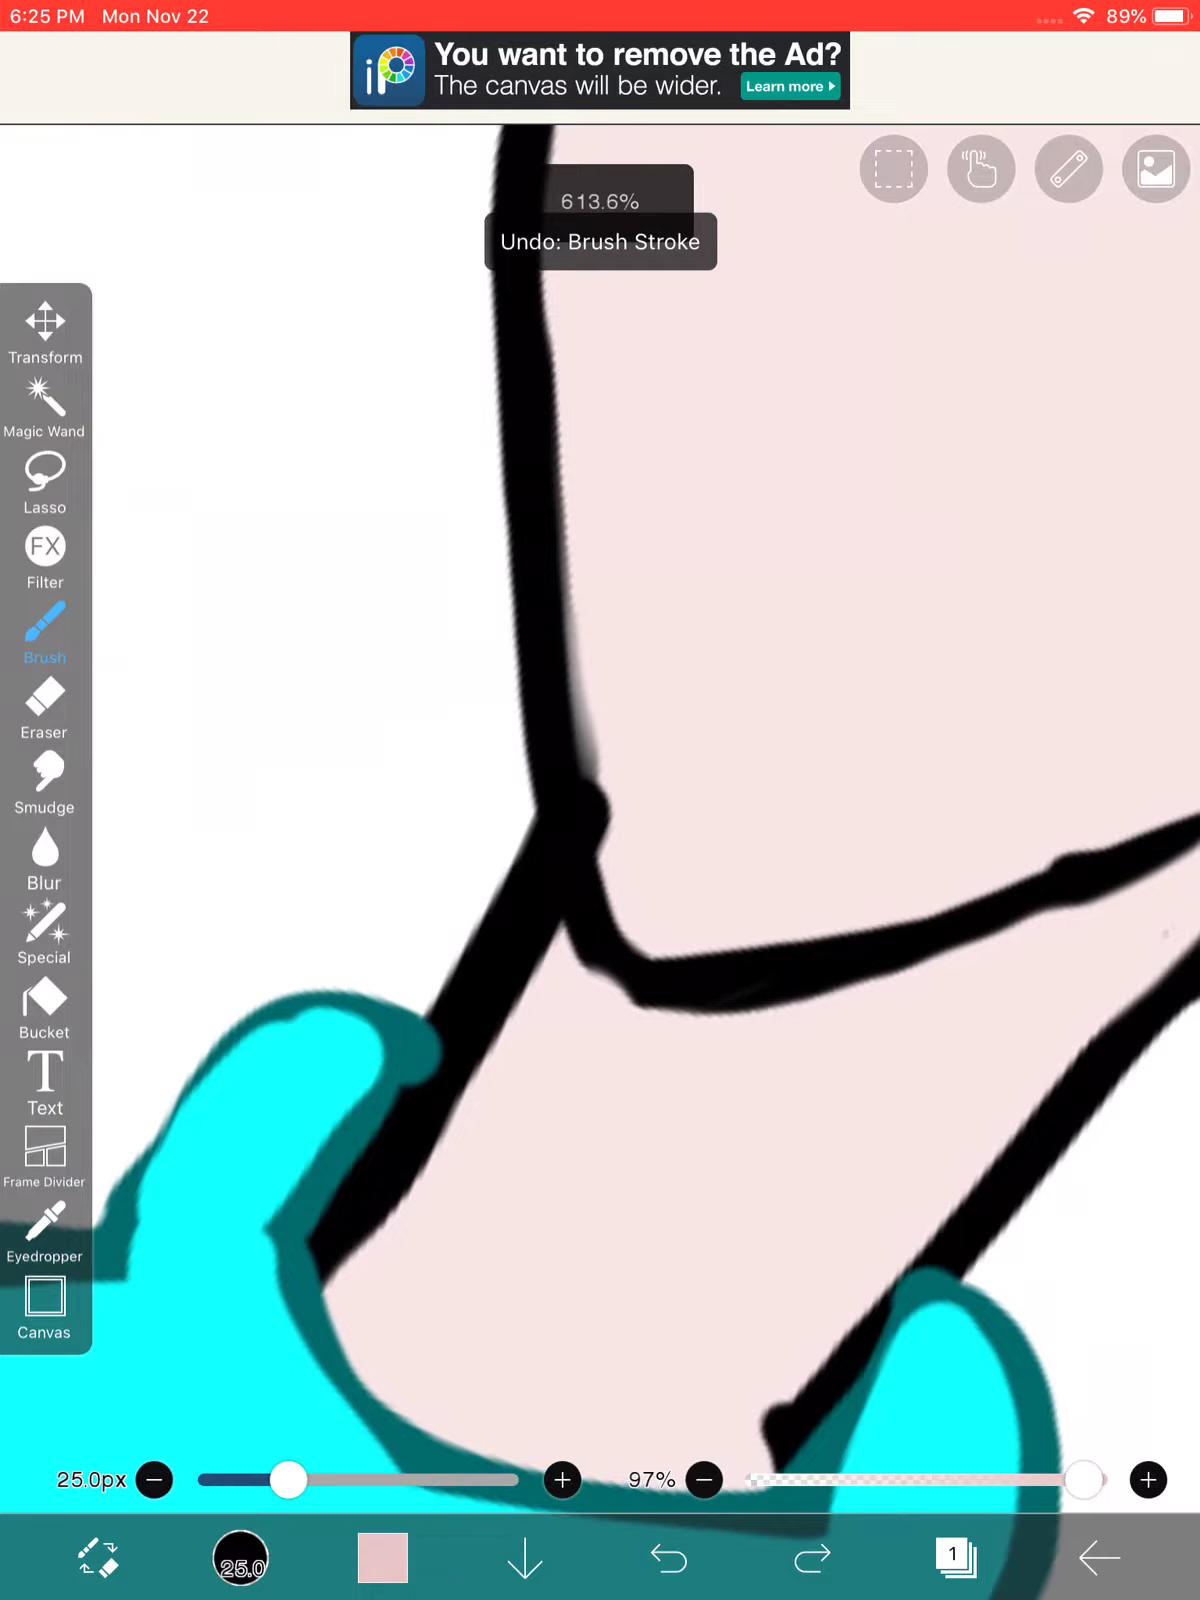 6:25 PM Mon Nov 22
89%
iP
You want to remove the Ad?
The canvas will be wider.
Learn more
613.6%
Undo: Brush Stroke
Transform
Magic Wand
Lasso
FX
Filter
Brush
Eraser
Smudge
Blur
Special
Bucket
T
Text
Frame Divider
Eyedropper
Canvas
25.0px
97%
25.0
1